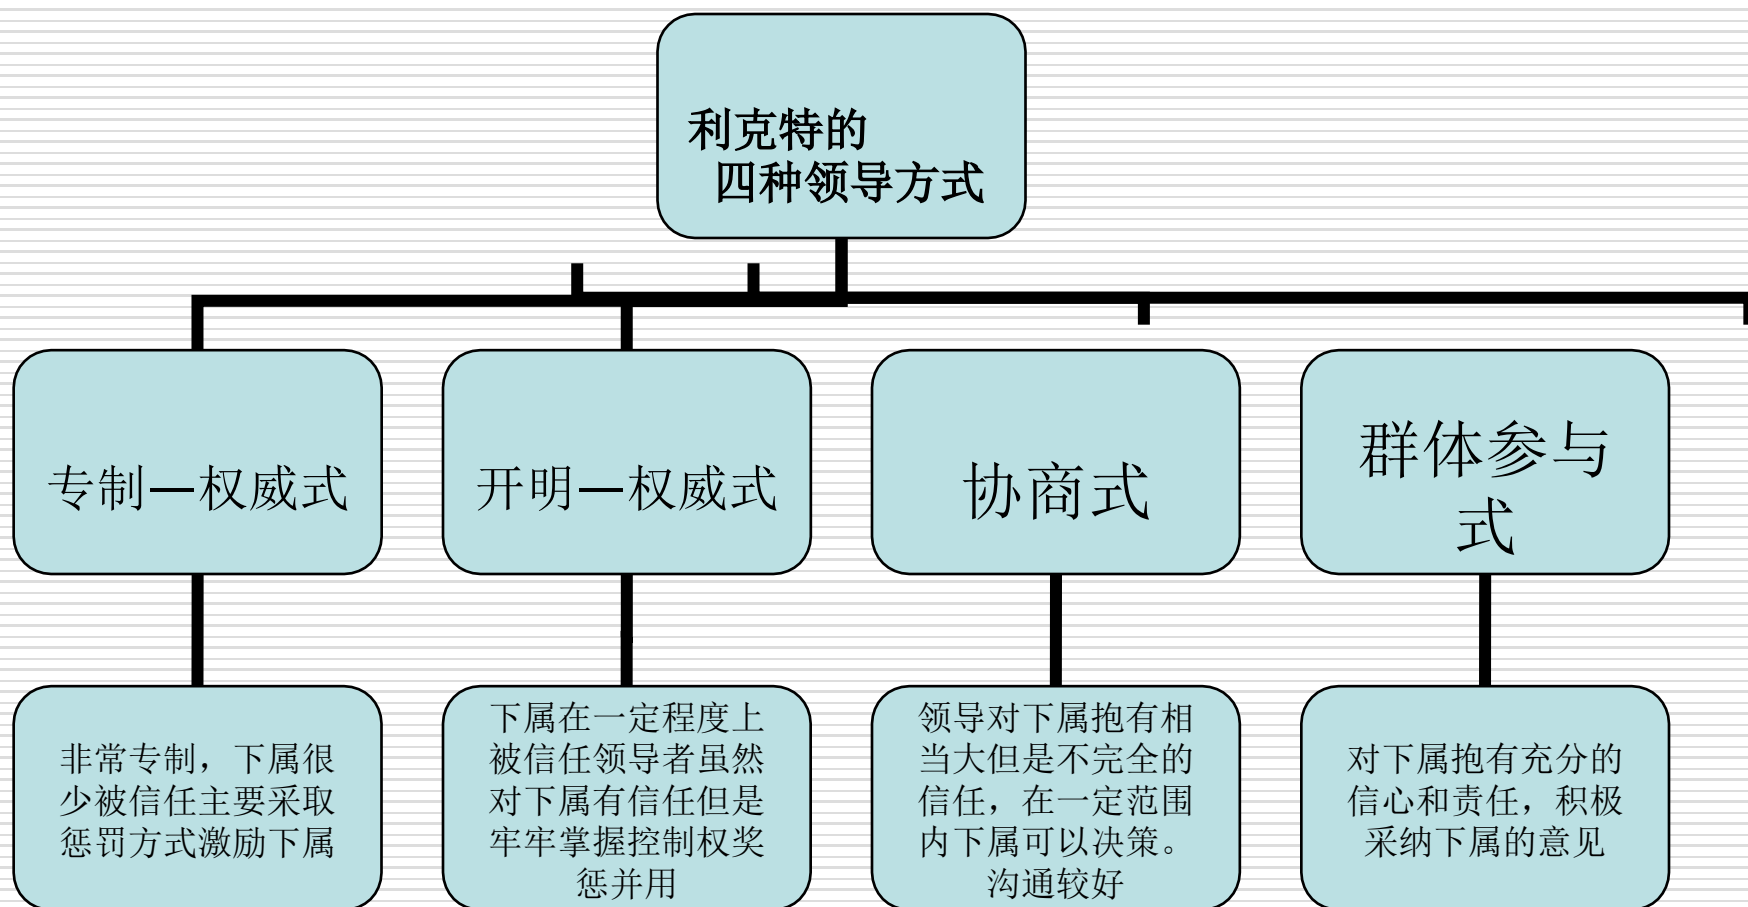 利克特的
四种领导方式
专制—权威式
开明—权威式
协商式
群体参与
式
非常专制，下属很
少被信任主要采取
惩罚方式激励下属
下属在一定程度上
被信任领导者虽然
对下属有信任但是
牢牢掌握控制权奖
惩并用
领导对下属抱有相
当大但是不完全的
信任，在一定范围
内下属可以决策。
沟通较好
对下属抱有充分的
信心和责任，积极
采纳下属的意见